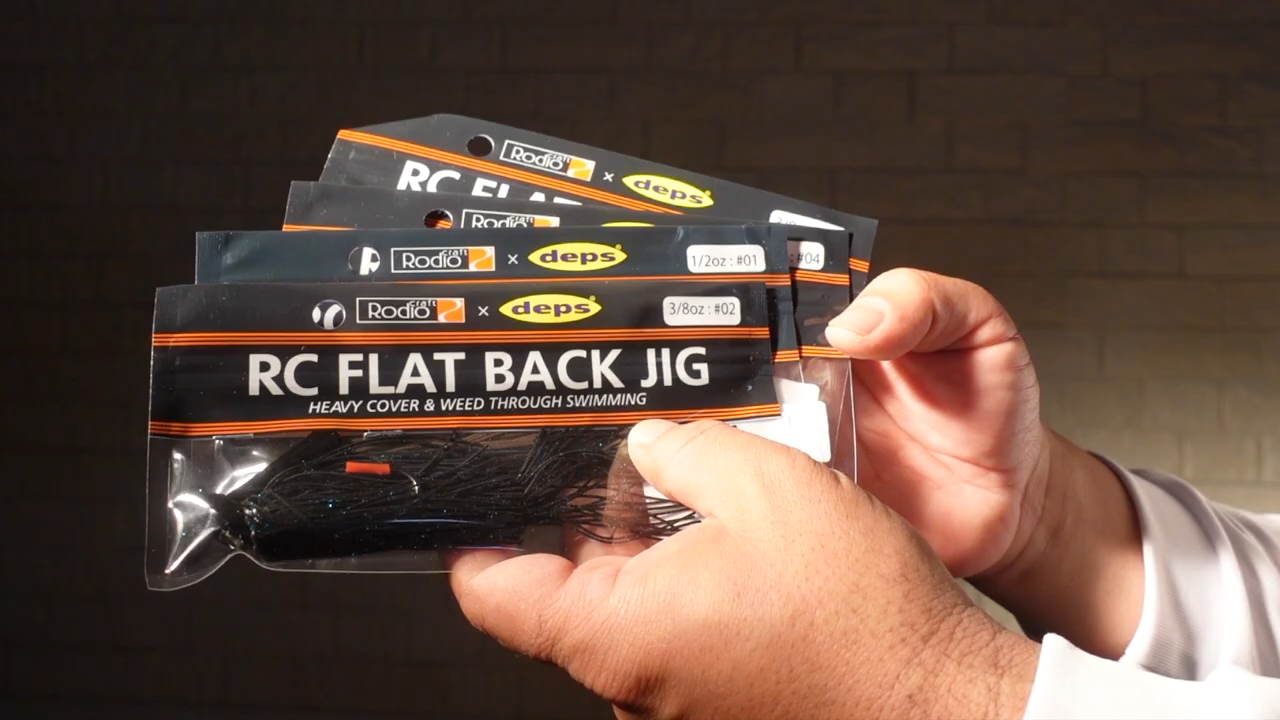 Rodio craft × deps
RC FLAT
Rodio craft
Rodio craft × deps 1/2oz : #01
: #04
Rodio craft × deps 3/8oz : #02
RC FLAT BACK JIG
HEAVY COVER & WEED THROUGH SWIMMING